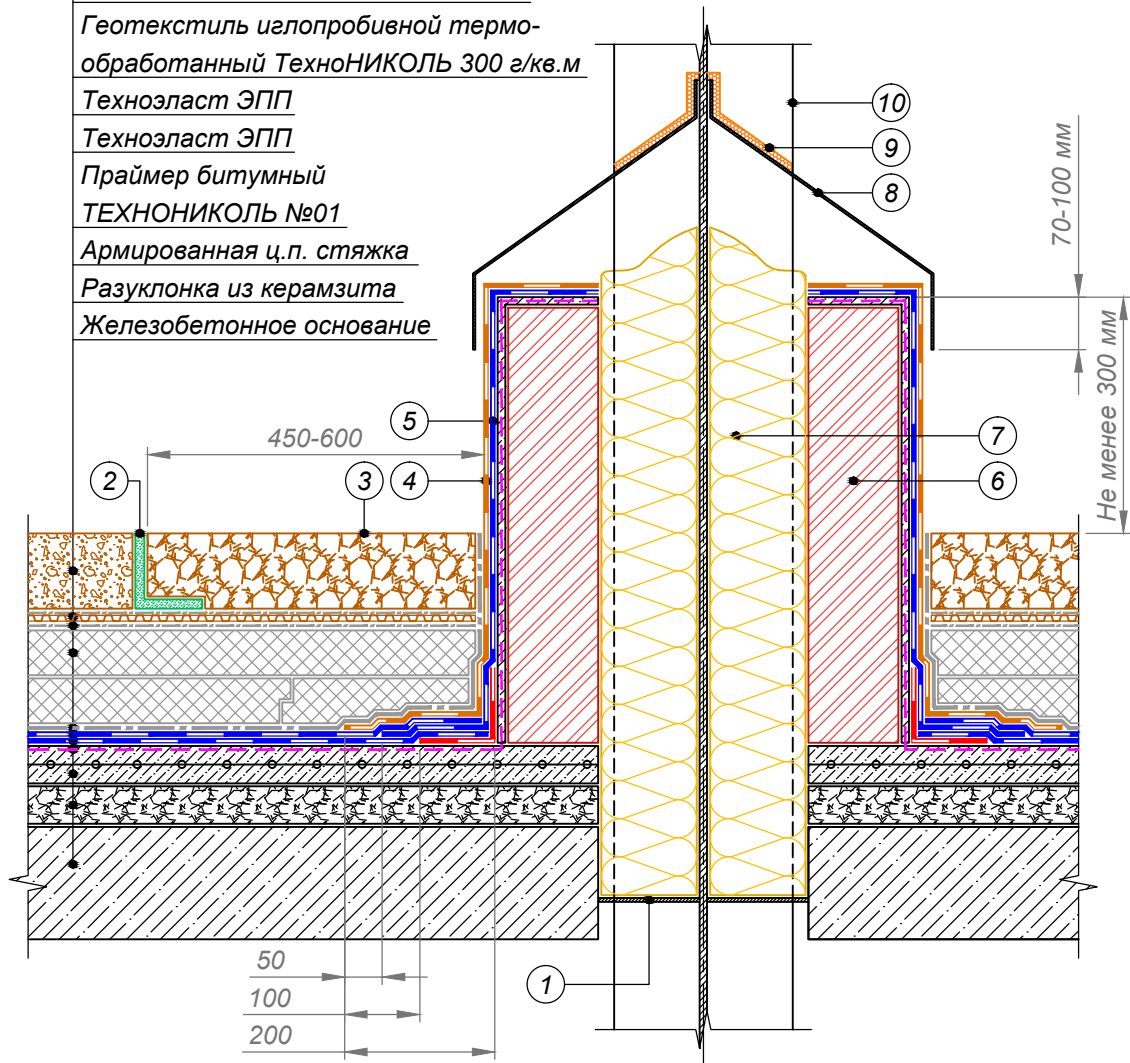 Геотекстиль иглопробивной термо-
обработанный ТехноНИКОЛЬ 300 г/кв.м
Техноэласт ЭПП
Техноэласт ЭПП
Праймер битумный
ТЕХНОНИКОЛЬ №01
Армированная ц.п. стяжка
Разуклонка из керамзита
Железобетонное основание
10
9
8
70-100 мм
Не менее 300 мм
5
450-600
7
2
3
4
6
50
1
100
200